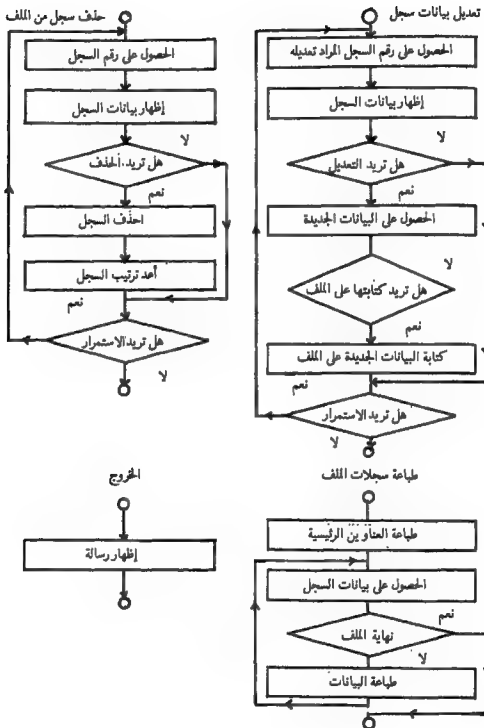 تعديل بيانات سجل
الحصول على رقم السجل المراد تعديله
إظهار بيانات السجل
لا
هل تريد التعديل
نعم
الحصول على البيانات الجديدة
لا
هل تريد كتابتها على الملف
نعم
كتابة البيانات الجديدة على الملف
نعم
هل تريد الاستمرار
لا
حذف سجل من الملف
الحصول على رقم السجل
إظهار بيانات السجل
لا
هل تريد الحذف
نعم
احذف السجل
أعد ترتيب السجل
نعم
هل تريد الاستمرار
لا
طباعة سجلات الملف
طباعة العناوين الرئيسية
الحصول على بيانات السجل
نعم
نهاية الملف
لا
طباعة البيانات
الخروج
إظهار رسالة